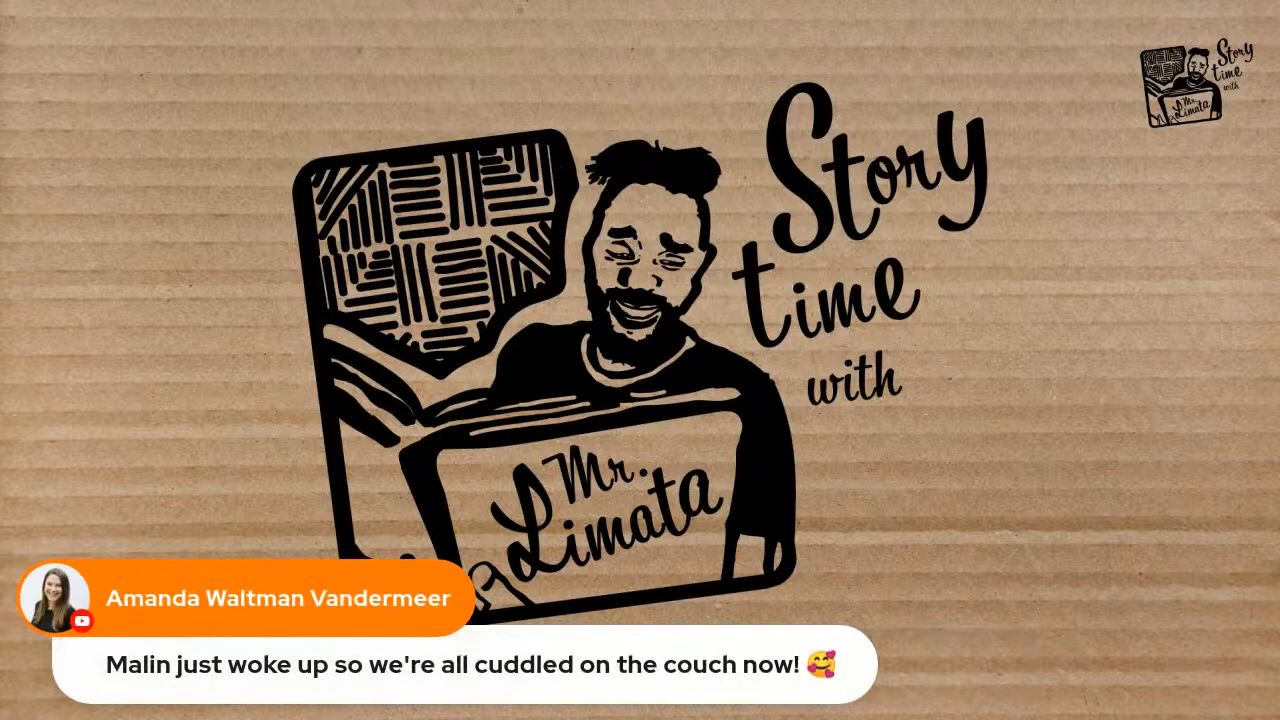 Story
time
with
Mr.
Limata
Story
time
with
Mr.
Limata
Amanda Waltman Vandermeer
Malin just woke up so we're all cuddled on the couch now! 🥰